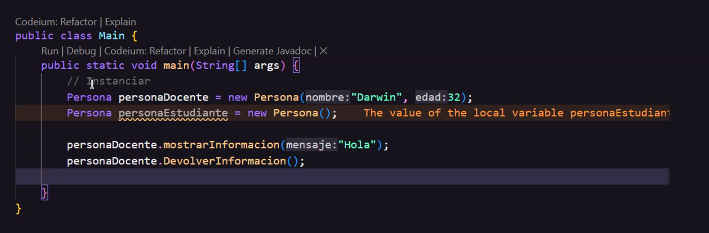 Codeium: Refactor | Explain
public class Main {
Run | Debug | Codeium: Refactor | Explain | Generate Javadoc | ×
public static void main(String[] args) {
// Instanciar
Persona personaDocente = new Persona(nombre:"Darwin", edad:32);
Persona personaEstudiante = new Persona(); The value of the local variable personaEstudiant
personaDocente.mostrarInformacion(mensaje:"Hola");
personaDocente.DevolverInformacion();
}
}